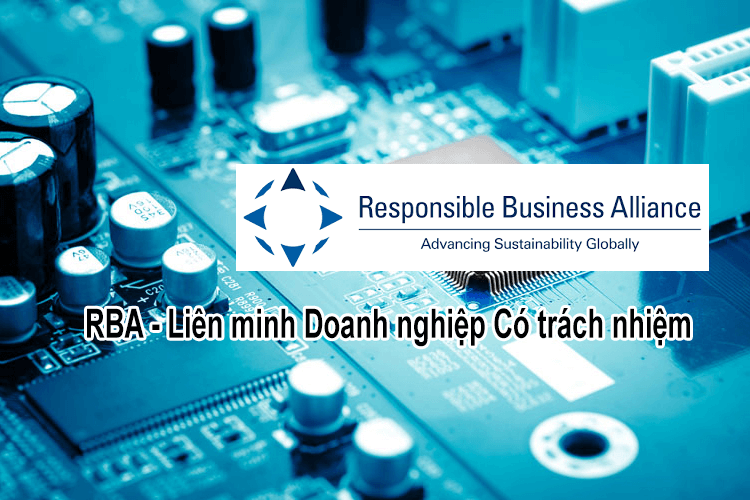 Responsible Business Alliance
Advancing Sustainability Globally
RBA - Liên minh Doanh nghiệp Có trách nhiệm